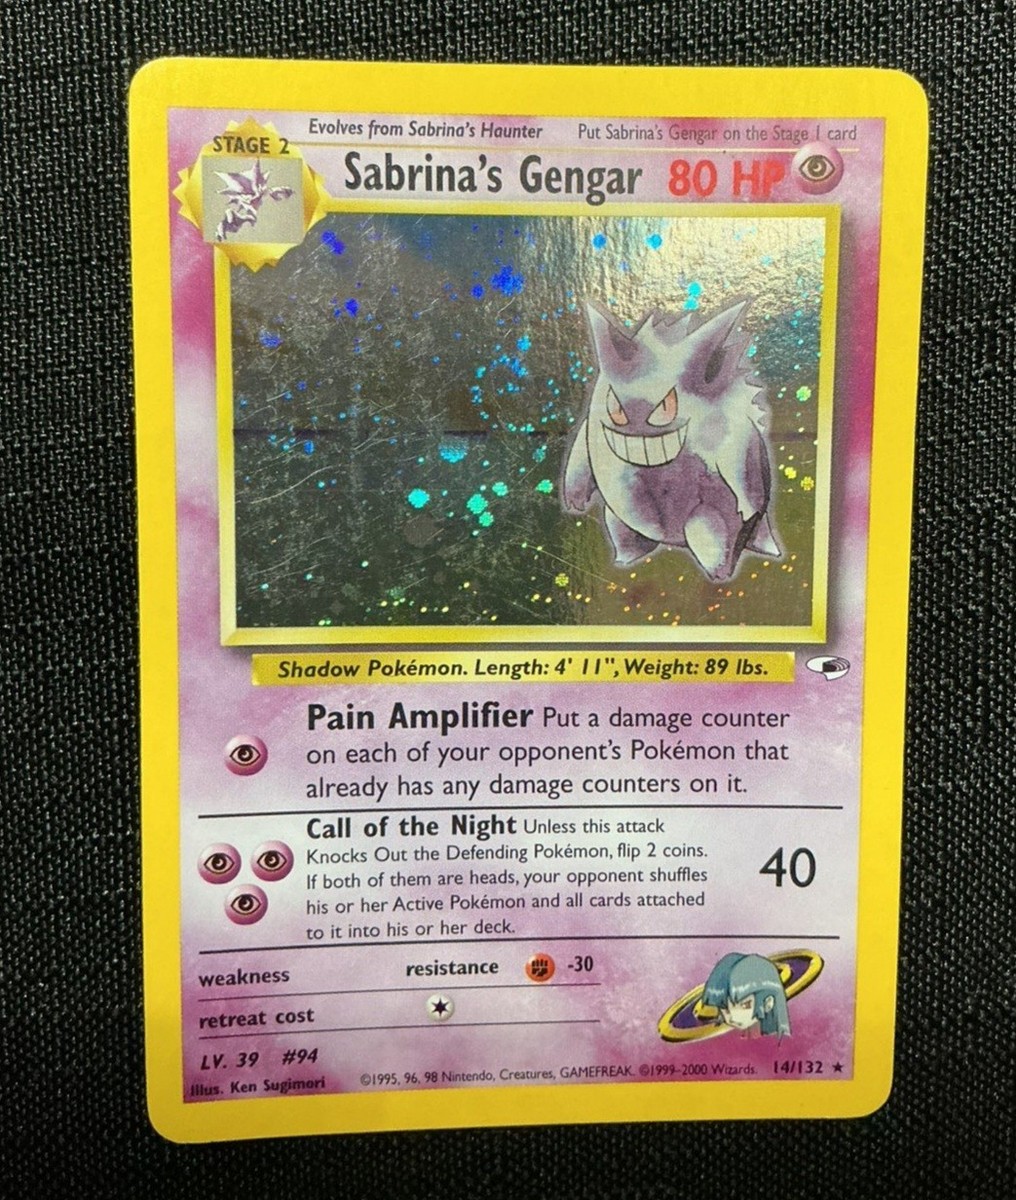 Evolves from Sabrina's Haunter Put Sabrina's Gengar on the Stage 1 card
STAGE 2
Sabrina's Gengar 80 HP
Shadow Pokémon. Length: 4' 11", Weight: 89 lbs.
Pain Amplifier Put a damage counter
on each of your opponent's Pokémon that
already has any damage counters on it.
Call of the Night Unless this attack
Knocks Out the Defending Pokémon, flip 2 coins.
If both of them are heads, your opponent shuffles
his or her Active Pokémon and all cards attached
to it into his or her deck.
40
weakness resistance -30
retreat cost
LV. 39 #94
Illus. Ken Sugimori ©1995, 96, 98 Nintendo, Creatures, GAMEFREAK. ©1999-2000 Wizards. 14/132 ★